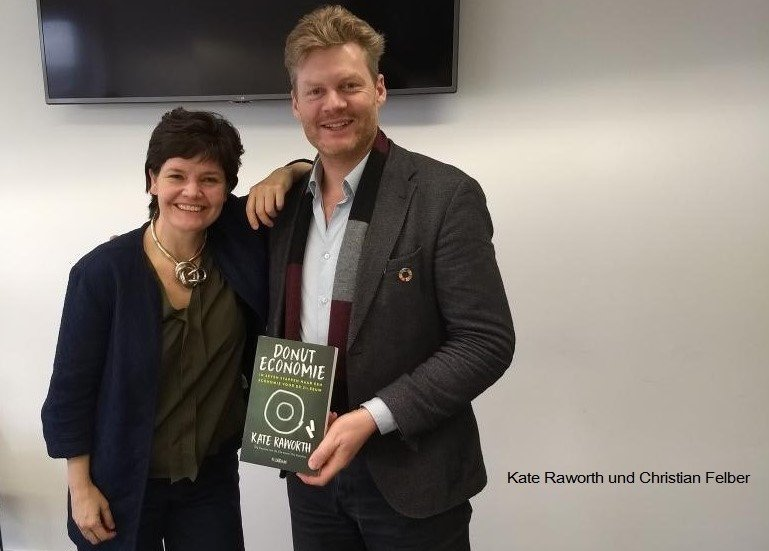 DONUT
ECONOMIE
IN ZEVEN STAPPEN NAAR EEN
ECONOMIE VOOR DE 21E EEUW
KATE RAWORTH
Kate Raworth und Christian Felber